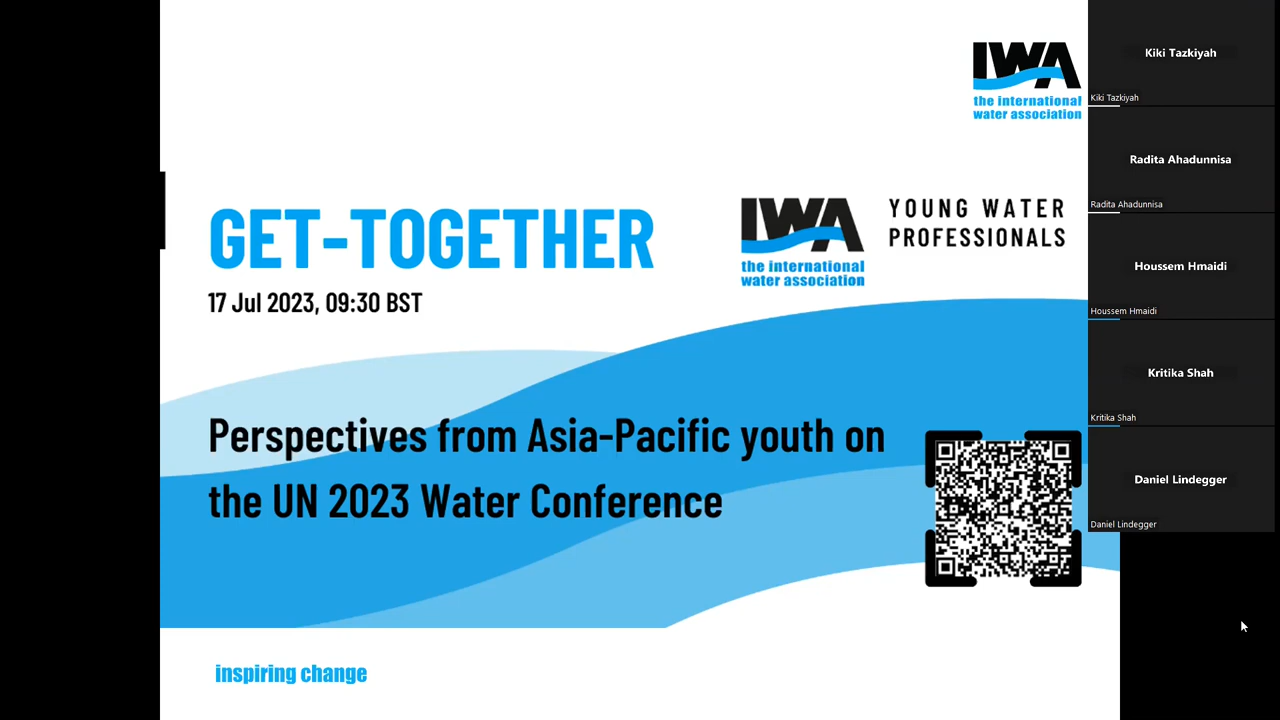 IWA
the international
water association
GET-TOGETHER
17 Jul 2023, 09:30 BST
IWA
the international
water association
YOUNG WATER
PROFESSIONALS
Perspectives from Asia-Pacific youth on
the UN 2023 Water Conference
inspiring change
Kiki Tazkiyah
Kiki Tazkiyah
Radita Ahadunnisa
Radita Ahadunnisa
Houssem Hmaidi
Houssem Hmaidi
Kritika Shah
Kritika Shah
Daniel Lindegger
Daniel Lindegger